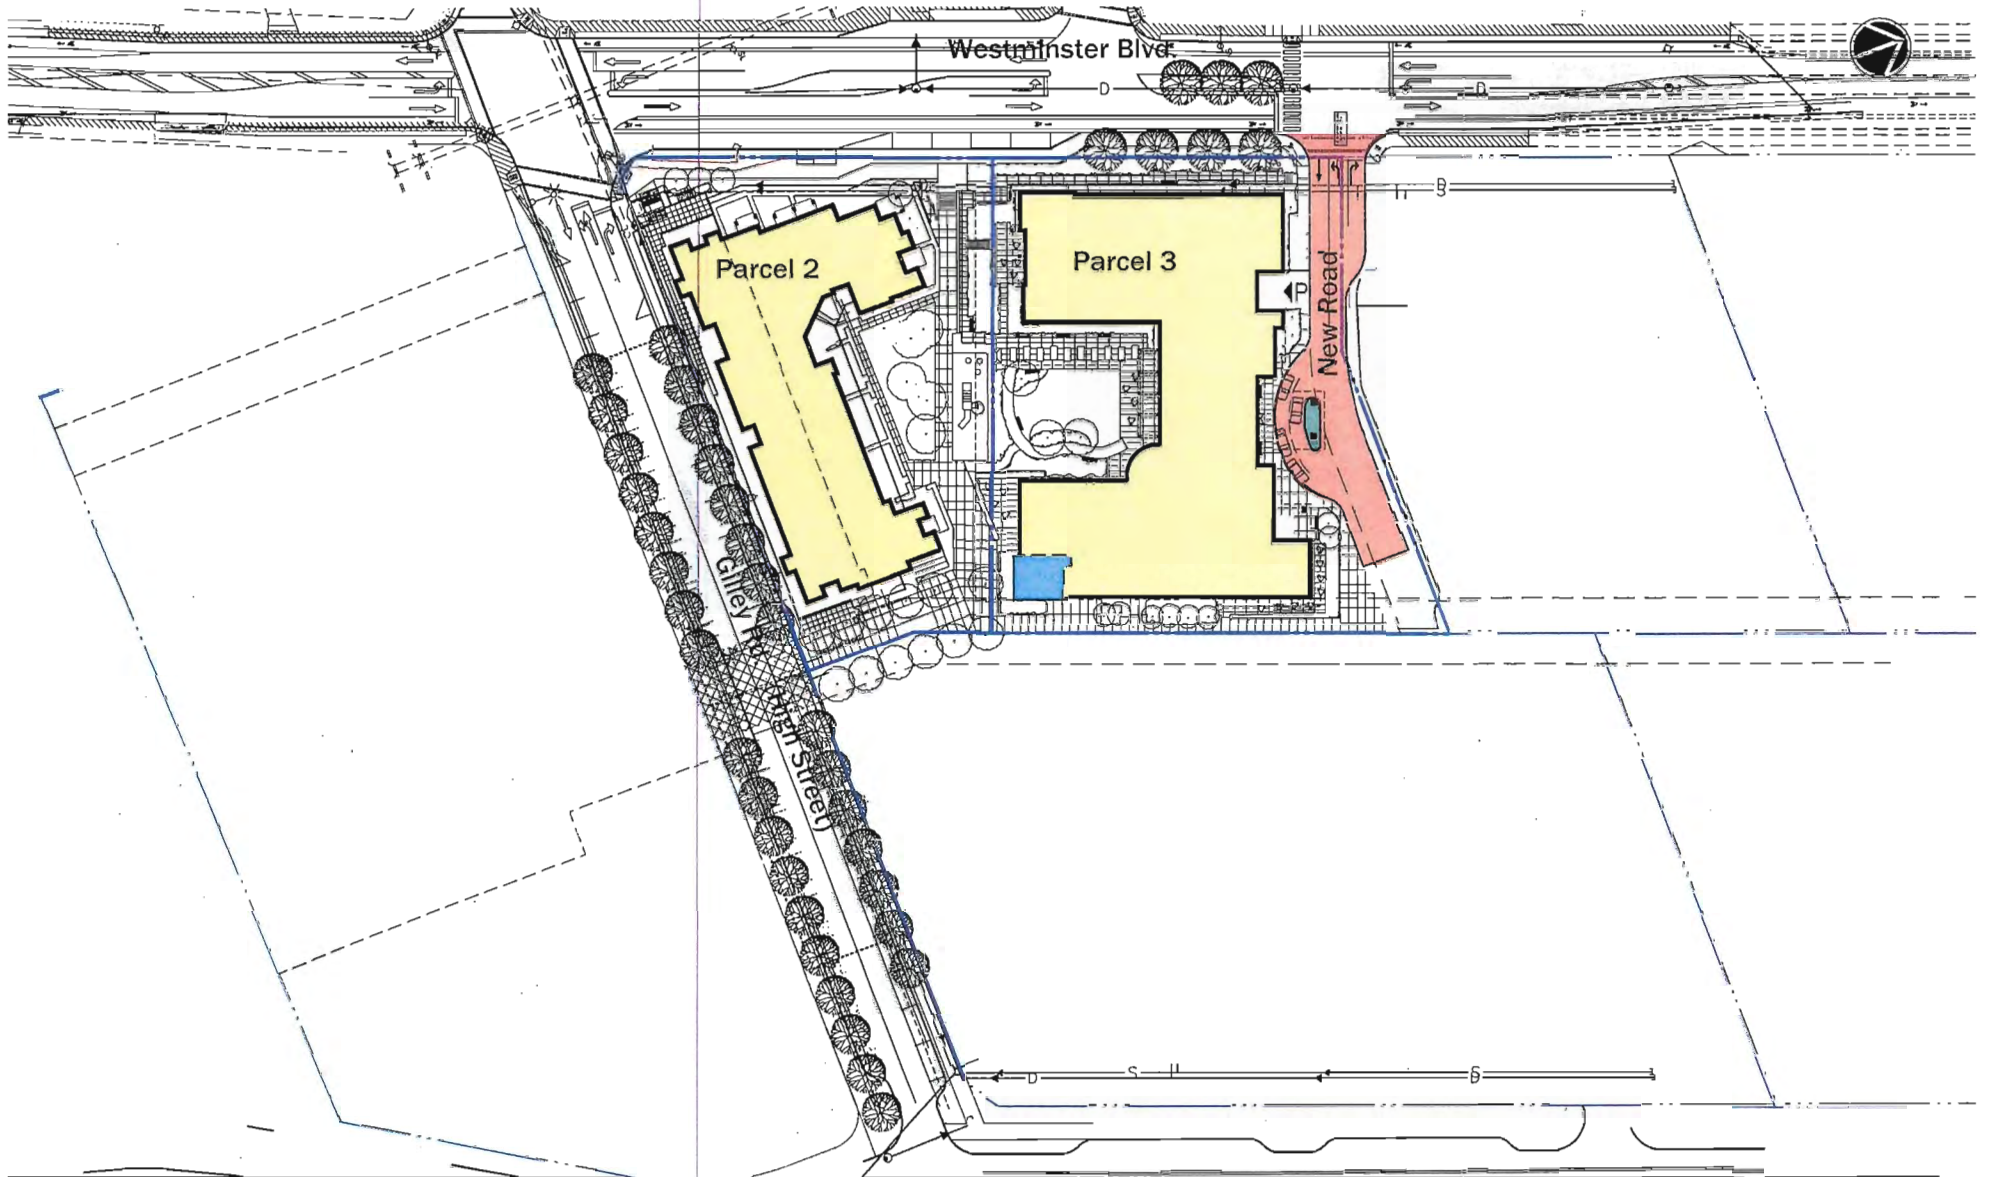 Westminster Blvd.
D
D
B
S
Parcel 2
Parcel 3
P
New Road
Gilley Rd
(High Street)
D
S
S